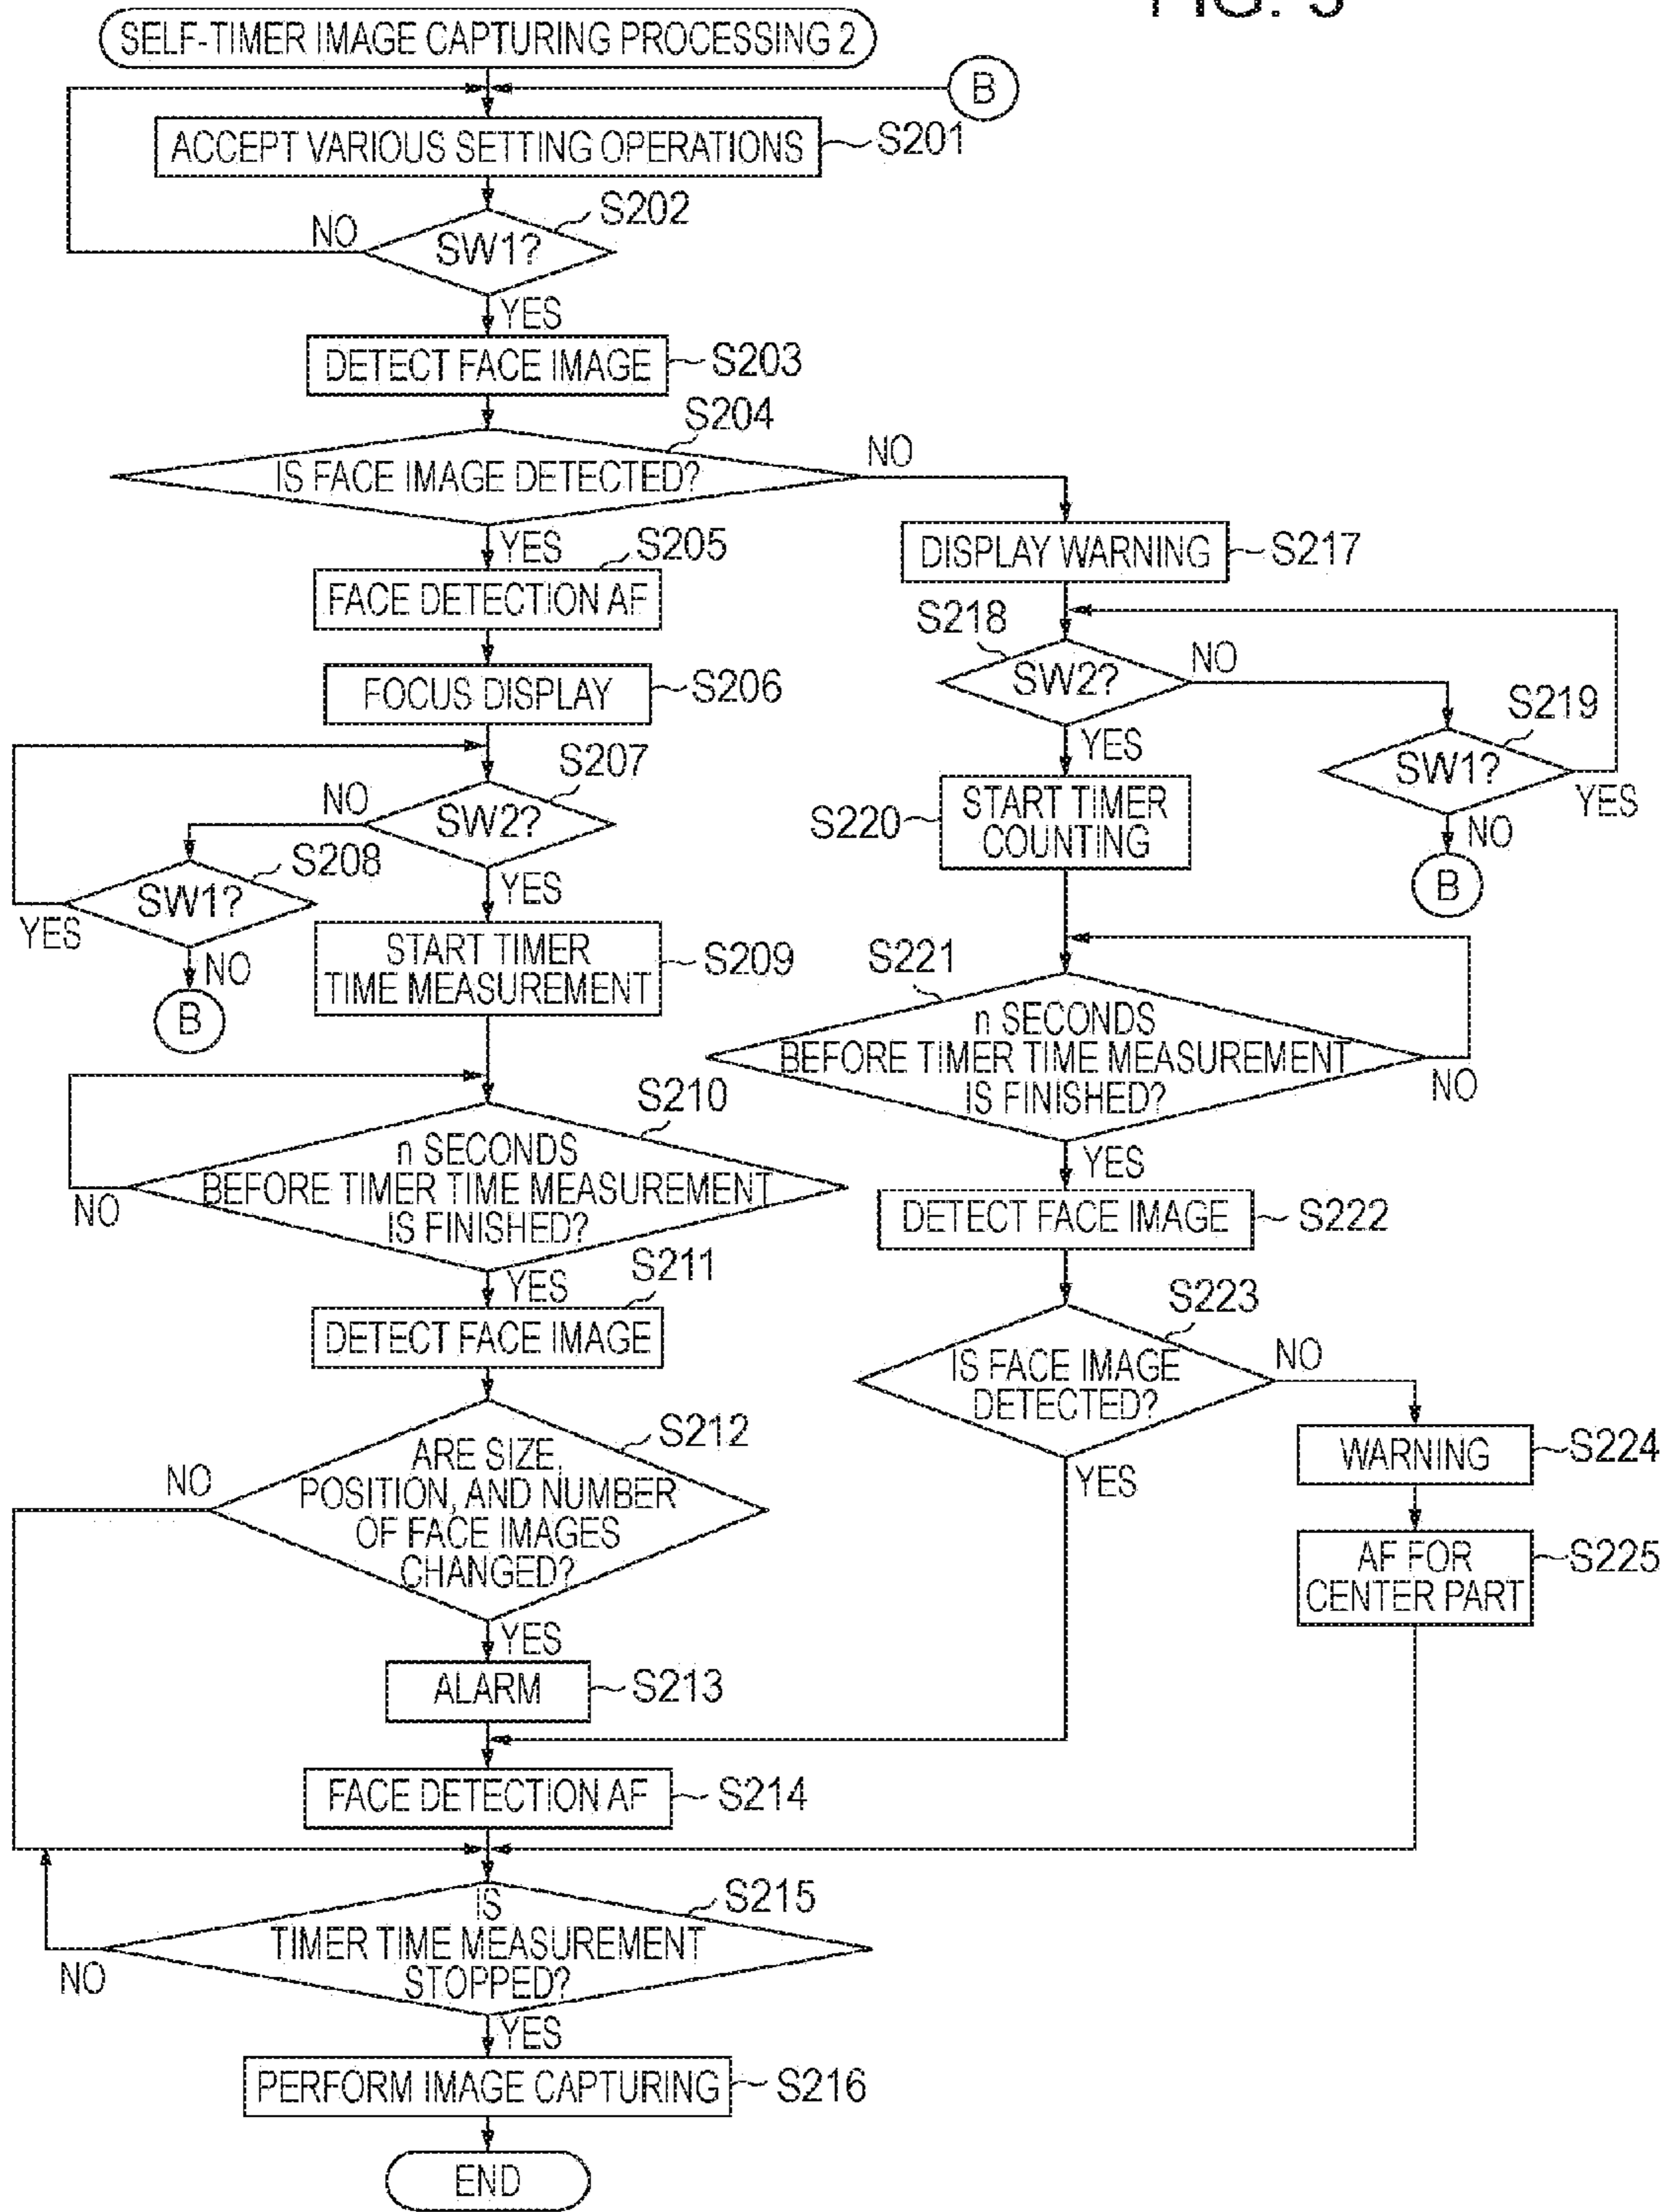 FIG.
SELF-TIMER IMAGE CAPTURING PROCESSING 2
B
ACCEPT VARIOUS SETTING OPERATIONS
S201
S202
NO
SW1?
YES
DETECT FACE IMAGE
S203
S204
IS FACE IMAGE DETECTED?
NO
YES
S205
FACE DETECTION AF
FOCUS DISPLAY
S206
S207
NO
SW2?
S208
SW1?
YES
NO
B
YES
START TIMER
TIME MEASUREMENT
S209
S210
n SECONDS
BEFORE TIMER TIME MEASUREMENT
IS FINISHED?
NO
YES
S211
DETECT FACE IMAGE
S212
ARE SIZE,
POSITION, AND NUMBER
OF FACE IMAGES
CHANGED?
NO
YES
ALARM
S213
FACE DETECTION AF
S214
S215
IS
TIMER TIME MEASUREMENT
STOPPED?
NO
YES
PERFORM IMAGE CAPTURING
S216
END
DISPLAY WARNING
S217
S218
SW2?
NO
S219
SW1?
YES
NO
B
YES
S220
START TIMER
COUNTING
S221
n SECONDS
BEFORE TIMER TIME MEASUREMENT
IS FINISHED?
NO
YES
DETECT FACE IMAGE
S222
S223
IS FACE IMAGE
DETECTED?
NO
YES
WARNING
S224
AF FOR
CENTER PART
S225